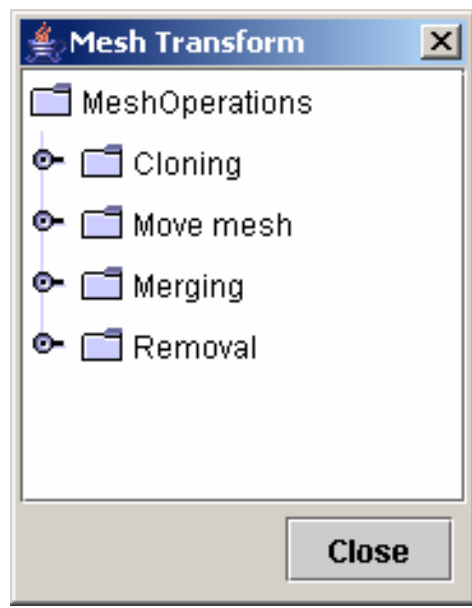 Mesh Transform
MeshOperations
Cloning
Move mesh
Merging
Removal
Close